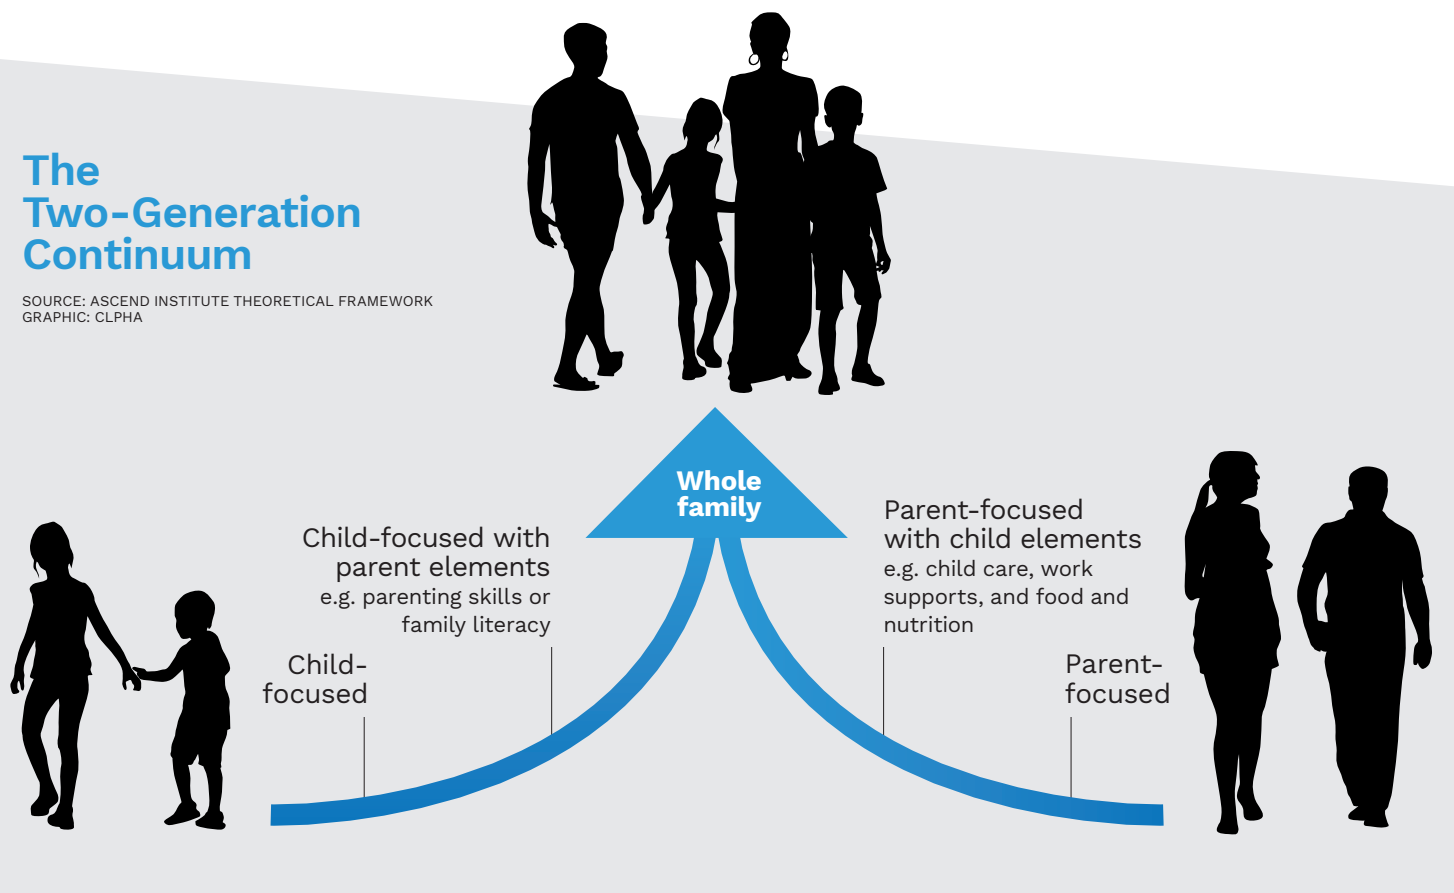 The
Two-Generation
Continuum
SOURCE: ASCEND INSTITUTE THEORETICAL FRAMEWORK
GRAPHIC: CLPHA
Whole
family
Child-focused with
parent elements
e.g. parenting skills or
family literacy
Child-
focused
Parent-focused
with child elements
e.g. child care, work
supports, and food and
nutrition
Parent-
focused